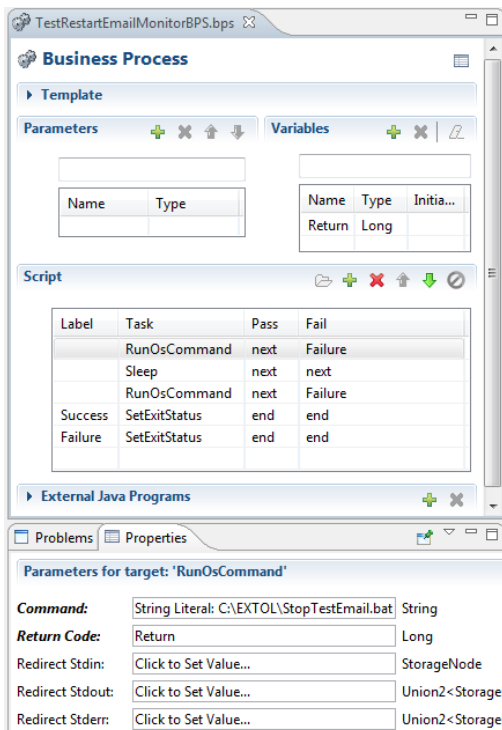 TestRestartEmailMonitorBPS.bps
Business Process
Template
Parameters Variables
Name Type
Name Type Initia...
Return Long
Script
Label Task Pass Fail
RunOsCommand next Failure
Sleep next next
RunOsCommand next Failure
Success SetExitStatus end end
Failure SetExitStatus end end
External Java Programs
Problems Properties
Parameters for target: 'RunOsCommand'
Command: String Literal: C:\EXTOL\StopTestEmail.bat String
Return Code: Return Long
Redirect Stdin: Click to Set Value... StorageNode
Redirect Stdout: Click to Set Value... Union2<Storage
Redirect Stderr: Click to Set Value... Union2<Storage